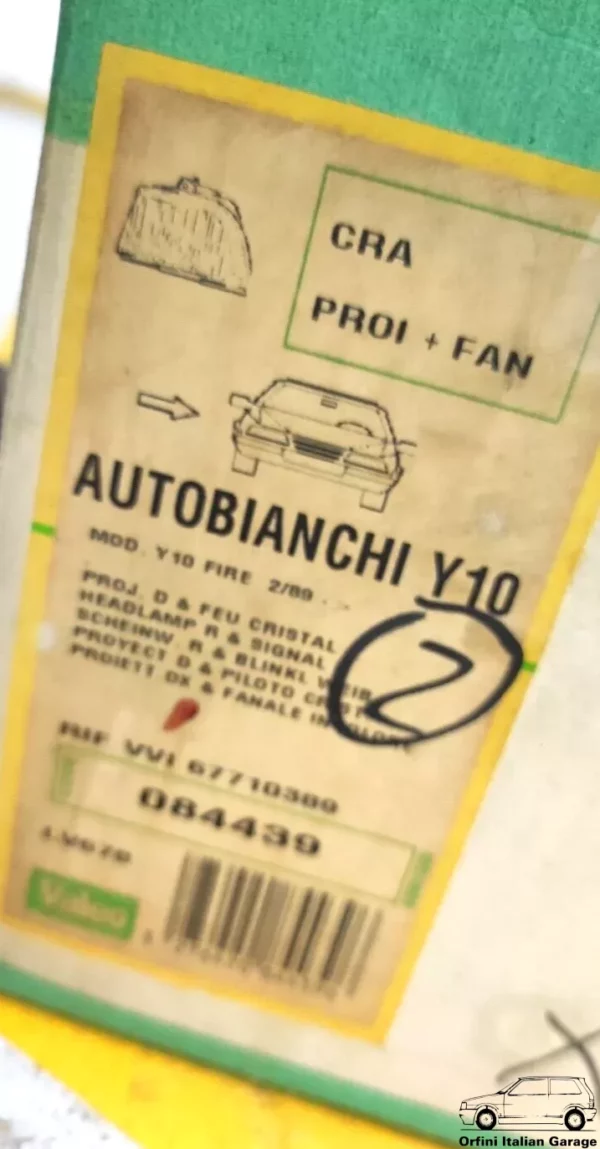 CRA
PROI + FAN
AUTOBIANCHI Y10
MOD. Y10 FIRE 2/89
PROJ. D & FEU CRISTAL
HEADLAMP R & SIGNAL
SCHEINW. R & BLINKL
PROYECT D & PILOTO
PROIETT DX & FANALE
2
RIF VVI 67710389
084439
Valeo
Orfini Italian Garage